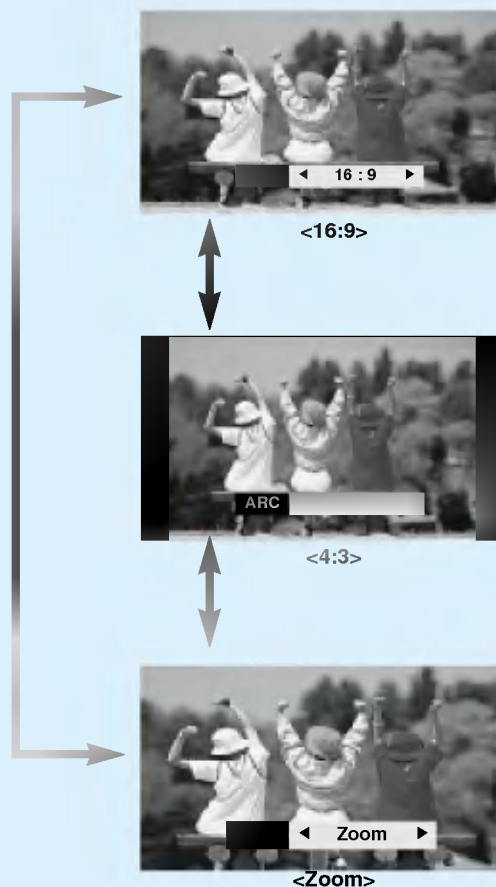 ◄ 16 : 9 ►
<16:9>
ARC
<4:3>
◄ Zoom ►
<Zoom>